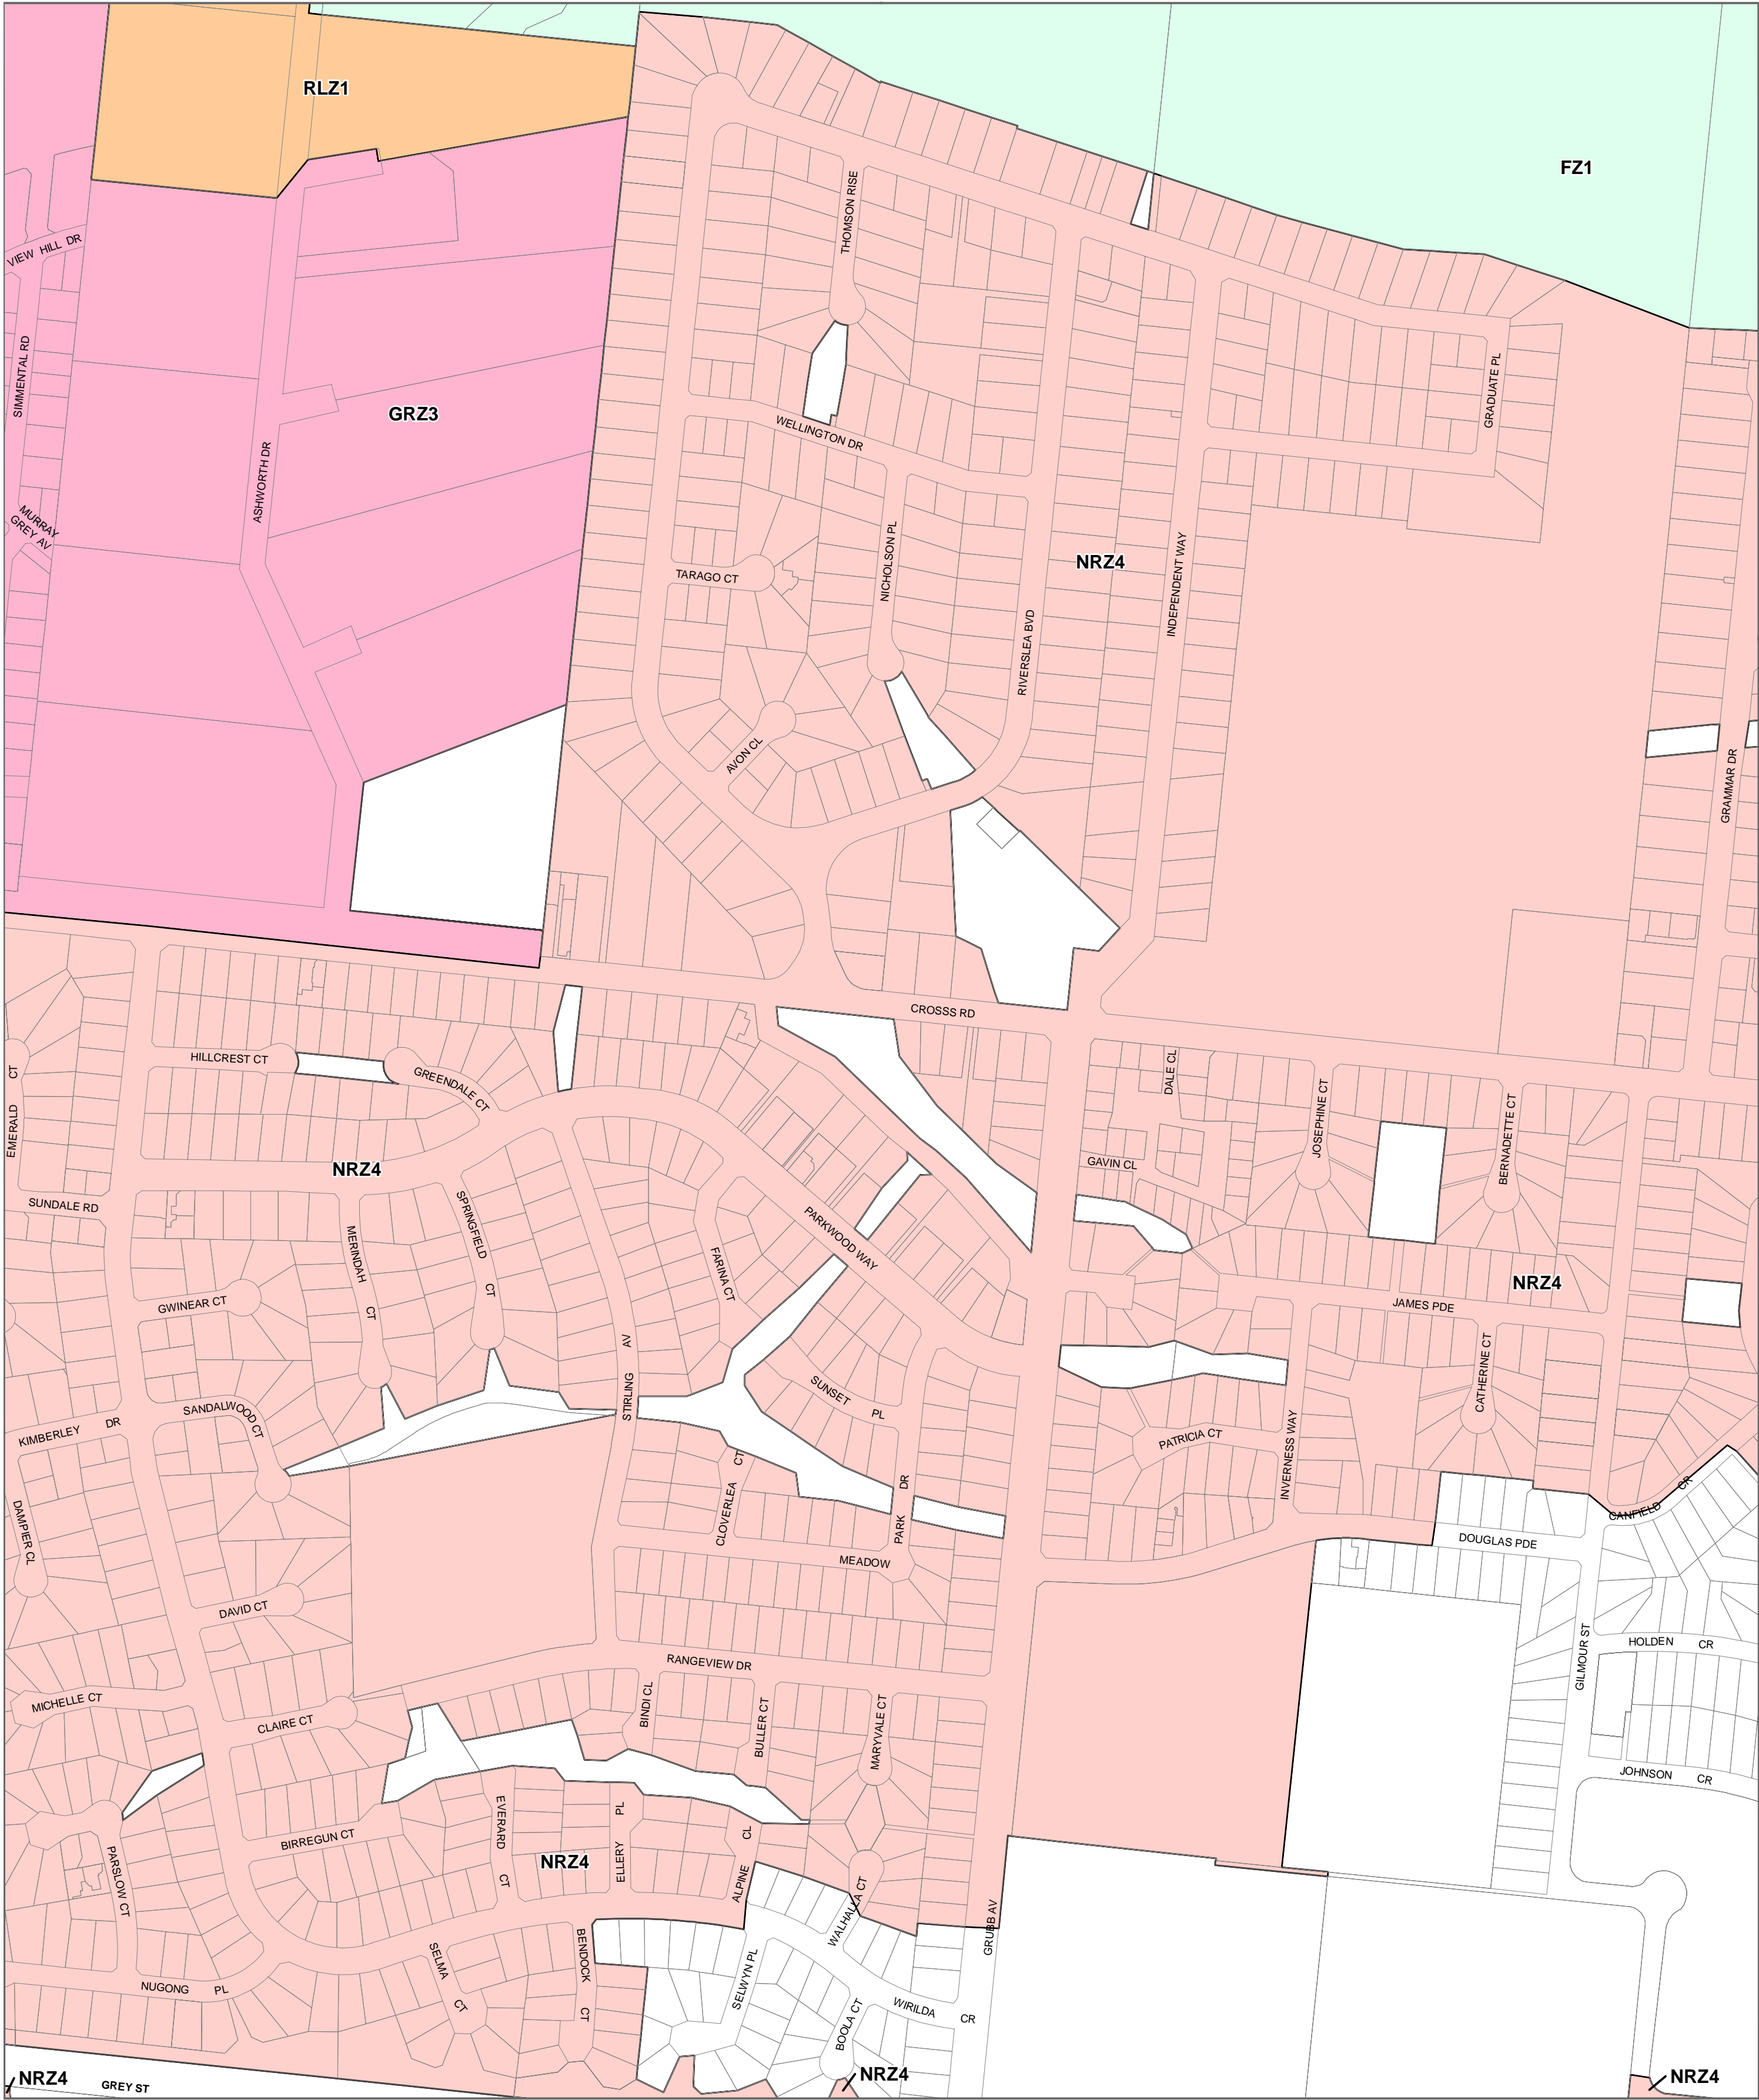 RLZ1
FZ1
THOMSON RISE
VIEW HILL DR
SIMMENTAL RD
GRZ3
GRADUATE PL
WELLINGTON DR
ASHWORTH DR
MURRAY
GREY AV
NICHOLSON PL
NRZ4
INDEPENDENT WAY
TARAGO CT
RIVERSLEA BVD
AVON CL
GRAMMAR DR
CROSSS RD
HILLCREST CT
GREENDALE CT
DALE CL
JOSEPHINE CT
BERNADETTE CT
EMERALD CT
NRZ4
GAVIN CL
SUNDALE RD
SPRINGFIELD CT
MERINDAH CT
PARKWOOD WAY
FARINA CT
NRZ4
GWINEAR CT
JAMES PDE
STIRLING AV
CATHERINE CT
SUNSET PL
SANDALWOOD CT
KIMBERLEY DR
PATRICIA CT
INVERNESS WAY
CLOVERLEA CT
PARK DR
CANFIELD CR
DAMPIER CL
DOUGLAS PDE
MEADOW
DAVID CT
GILMOUR ST
HOLDEN CR
RANGEVIEW DR
MICHELLE CT
BINDI CL
BULLER CT
MARYVALE CT
CLAIRE CT
JOHNSON CR
EVERARD CT
ELLERY PL
ALPINE CL
BIRREGUN CT
NRZ4
PARSLOW CT
WALHALLA CT
GRUBB AV
SELMA CT
BENDOCK CT
SELWYN PL
NUGONG PL
BOOLA CT
WIRILDA CR
NRZ4
GREY ST
NRZ4
NRZ4